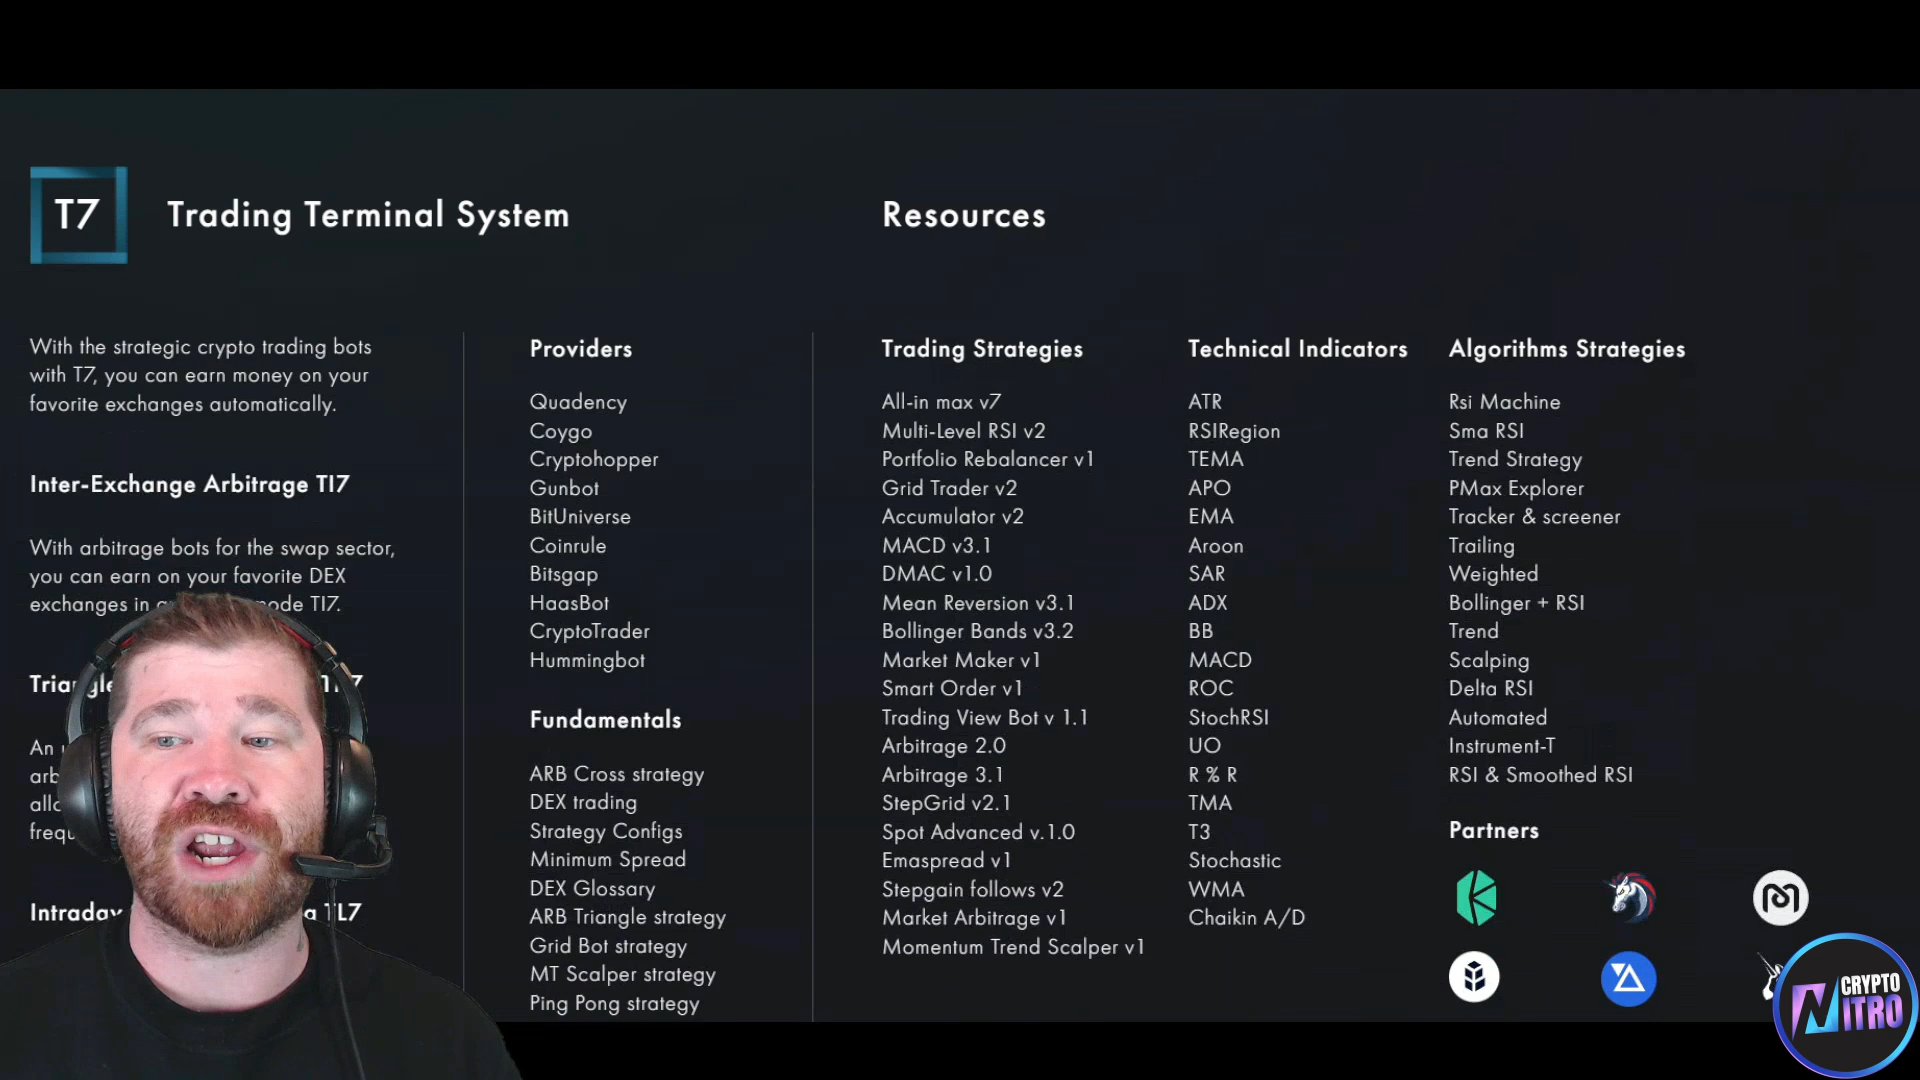 T7
Trading Terminal System
Resources
With the strategic crypto trading bots
with T7, you can earn money on your
favorite exchanges automatically.
Inter-Exchange Arbitrage TI7
With arbitrage bots for the swap sector,
you can earn on your favorite DEX
exchanges in
TI7.
Providers
Quadency
Coygo
Cryptohopper
Gunbot
BitUniverse
Coinrule
Bitsgap
HaasBot
CryptoTrader
Hummingbot
Fundamentals
ARB Cross strategy
DEX trading
Strategy Configs
Minimum Spread
DEX Glossary
ARB Triangle strategy
Grid Bot strategy
MT Scalper strategy
Ping Pong strategy
Trading Strategies
All-in max v7
Multi-Level RSI v2
Portfolio Rebalancer v1
Grid Trader v2
Accumulator v2
MACD v3.1
DMAC v1.0
Mean Reversion v3.1
Bollinger Bands v3.2
Market Maker v1
Smart Order v1
Trading View Bot v 1.1
Arbitrage 2.0
Arbitrage 3.1
StepGrid v2.1
Spot Advanced v.1.0
Emaspread v1
Stepgain follows v2
Market Arbitrage v1
Momentum Trend Scalper v1
Technical Indicators
ATR
RSIRegion
TEMA
APO
EMA
Aroon
SAR
ADX
BB
MACD
ROC
StochRSI
UO
R % R
TMA
T3
Stochastic
WMA
Chaikin A/D
Algorithms Strategies
Rsi Machine
Sma RSI
Trend Strategy
PMax Explorer
Tracker & screener
Trailing
Weighted
Bollinger + RSI
Trend
Scalping
Delta RSI
Automated
Instrument-T
RSI & Smoothed RSI
Partners
Intraday
TL7
CRYPTO
NITRO